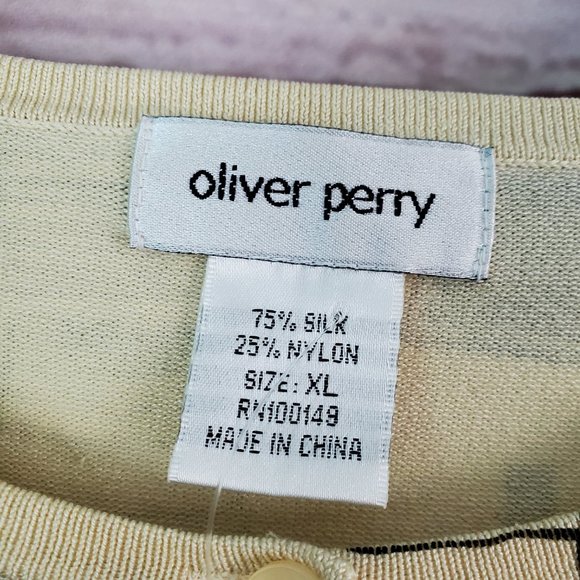 oliver perry
75% SILK
25% NYLON
SIZE: XL
RN100149
MADE IN CHINA